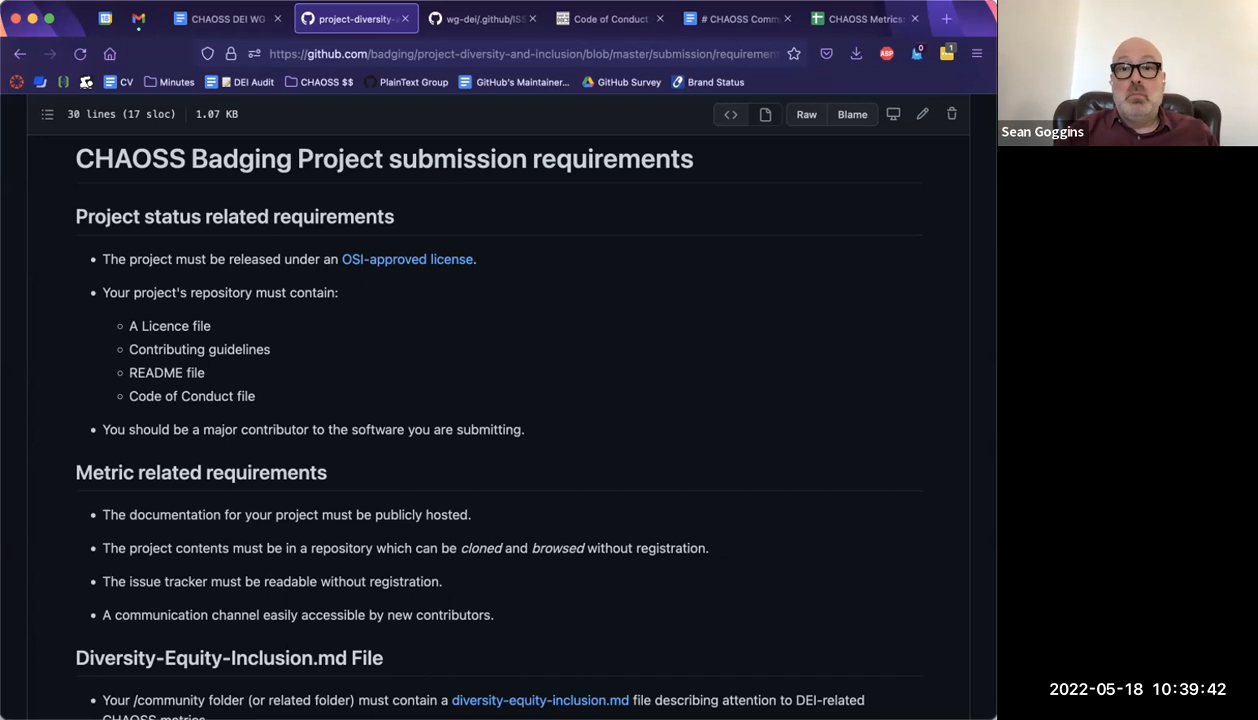 CHAOSS DEI WG
project-diversity-
wg-dei/.github/ISS
Code of Conduct
# CHAOSS Comm
CHAOSS Metrics:
https://github.com/badging/project-diversity-and-inclusion/blob/master/submission/requiremen
ABP
0
1
CV
Minutes
DEI Audit
CHAOSS $$
PlainText Group
GitHub's Maintainer...
GitHub Survey
Brand Status
30 lines (17 sloc)
1.07 KB
Raw
Blame
CHAOSS Badging Project submission requirements
Project status related requirements
The project must be released under an OSI-approved license.
Your project's repository must contain:
A Licence file
Contributing guidelines
README file
Code of Conduct file
You should be a major contributor to the software you are submitting.
Metric related requirements
The documentation for your project must be publicly hosted.
The project contents must be in a repository which can be cloned and browsed without registration.
The issue tracker must be readable without registration.
A communication channel easily accessible by new contributors.
Diversity-Equity-Inclusion.md File
Your /community folder (or related folder) must contain a diversity-equity-inclusion.md file describing attention to DEI-related
CHAOSS metrics
Sean Goggins
2022-05-18 10:39:42